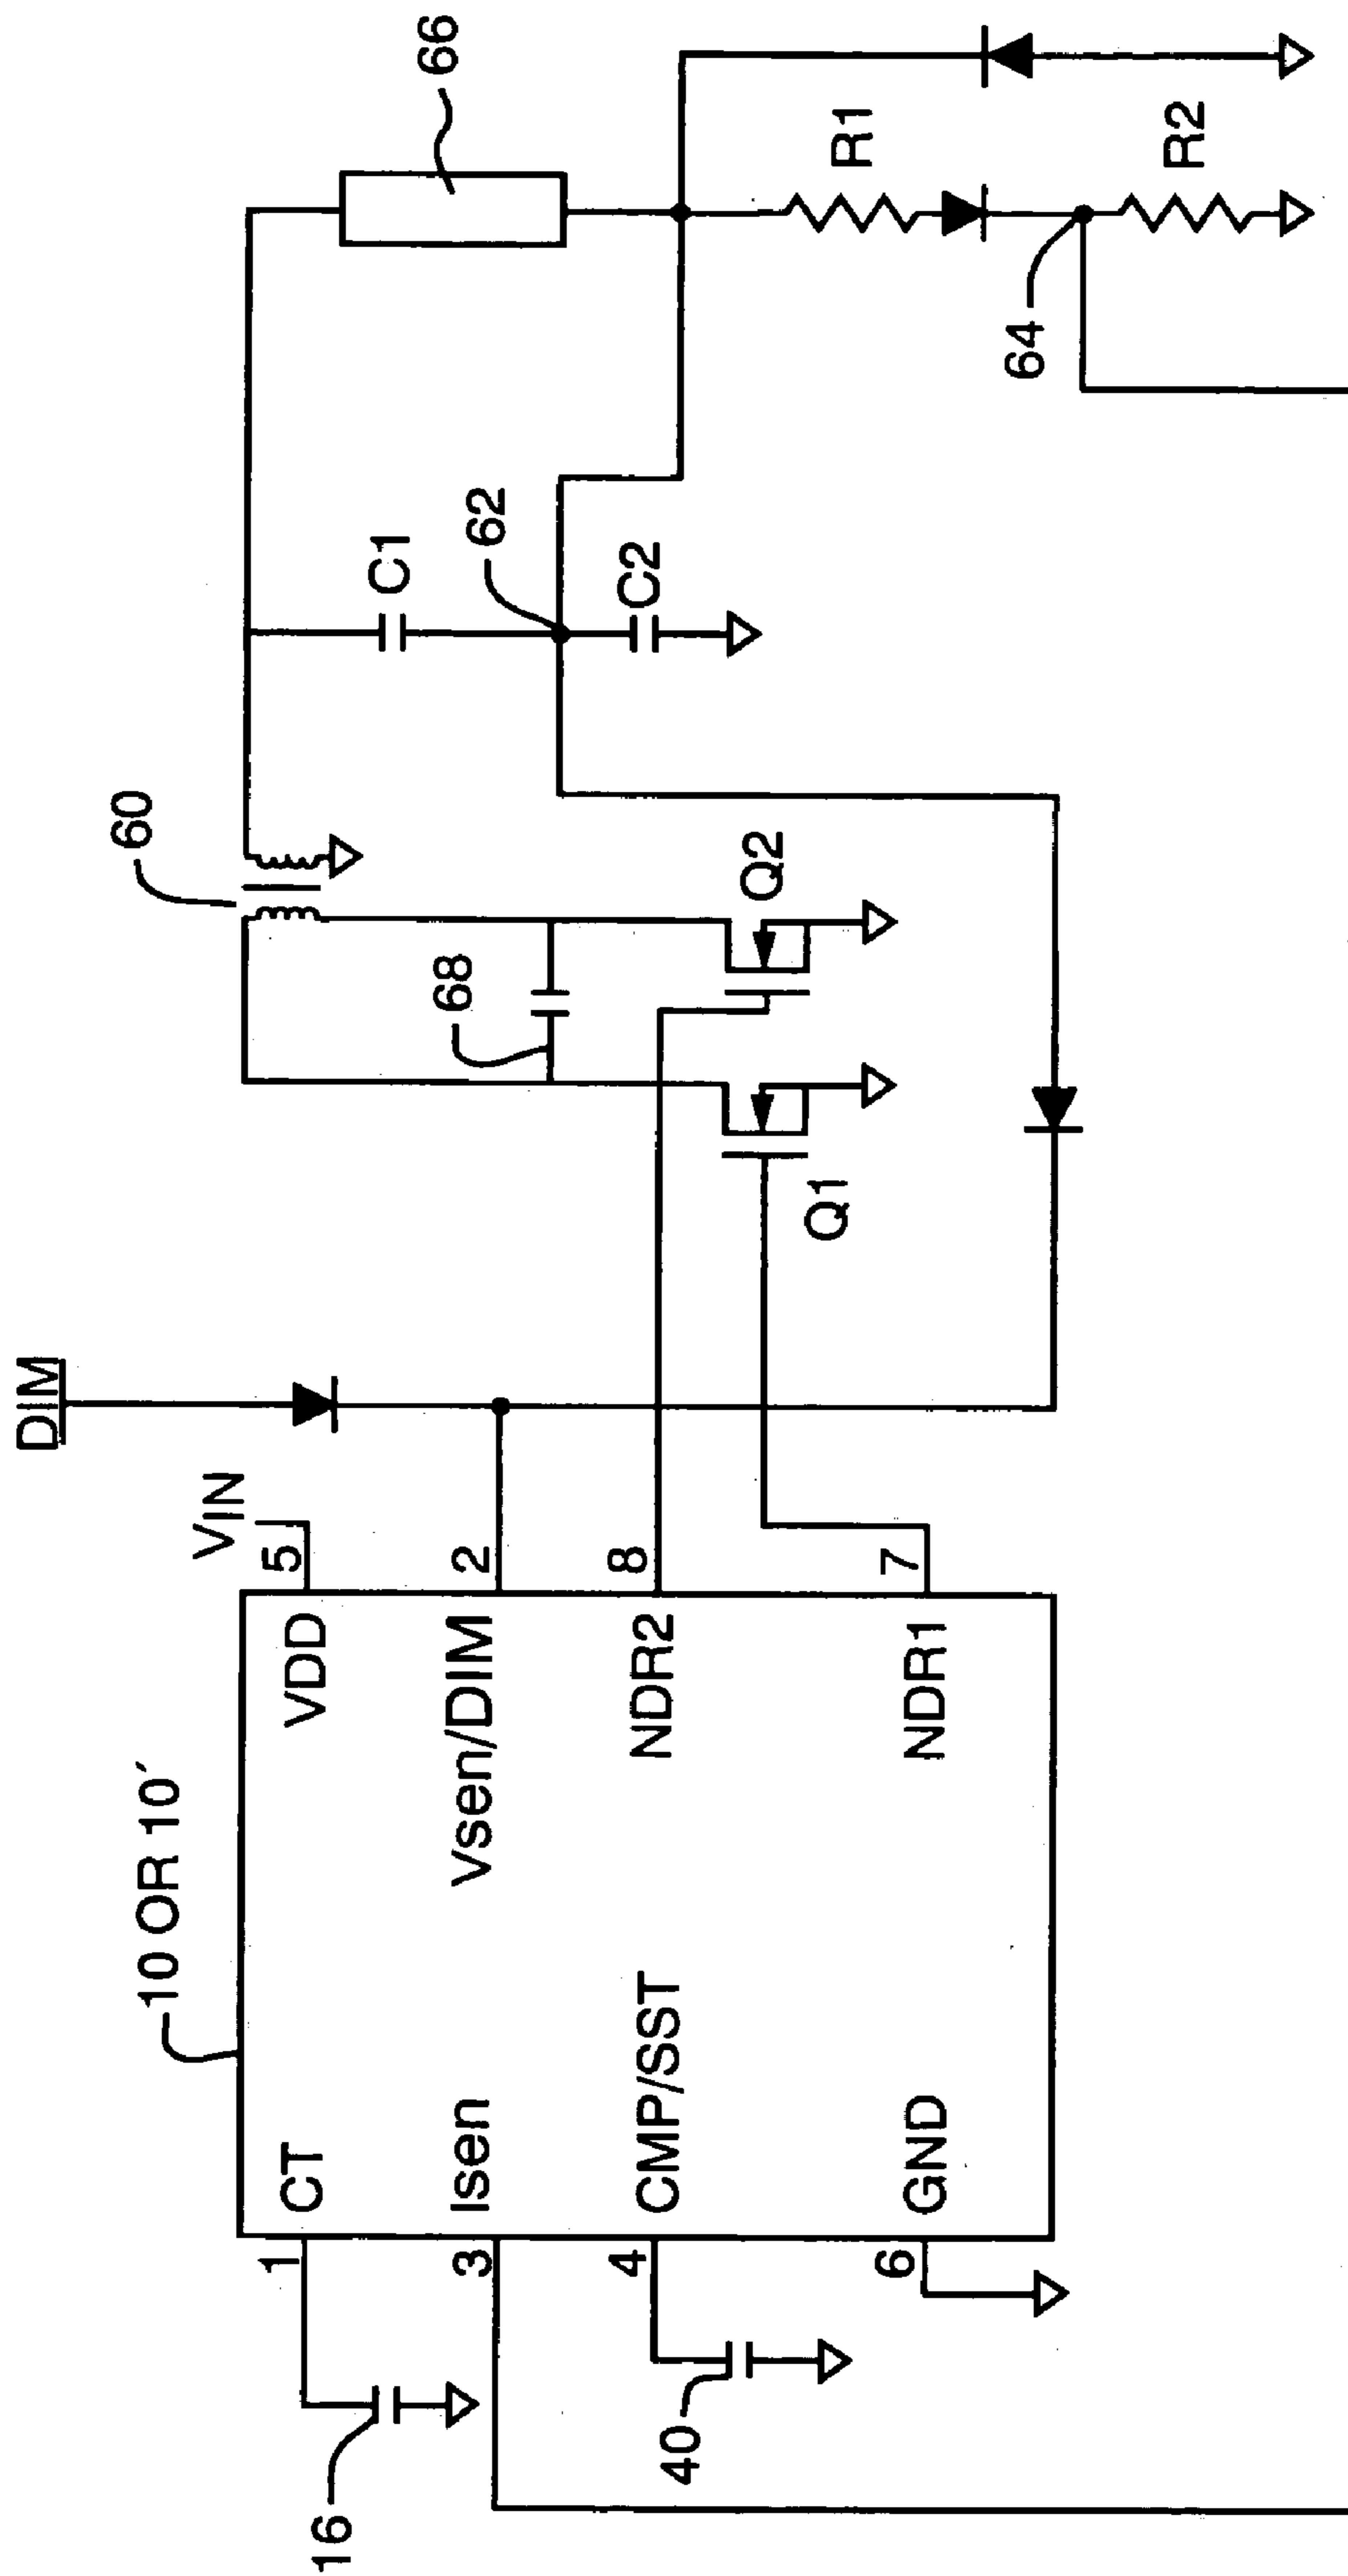 DIM
60
66
VIN
10 OR 10′
5
VDD
CT
1
16
C1
62
C2
68
Vsen/DIM
2
Isen
3
R1
Q2
NDR2
8
CMP/SST
4
40
64
Q1
NDR1
7
GND
6
R2